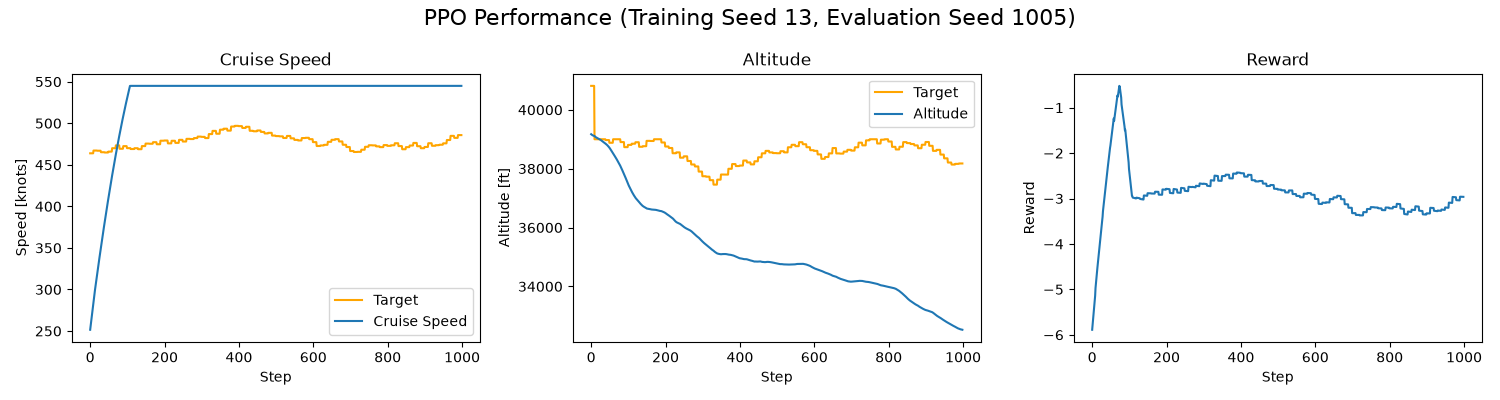 PPO Performance (Training Seed 13, Evaluation Seed 1005)
Cruise Speed
550
500
450
400
350
300
250
Speed [knots]
0 200 400 600 800 1000
Step
Target
Cruise Speed
Altitude
40000
38000
36000
34000
Altitude [ft]
0 200 400 600 800 1000
Step
Target
Altitude
Reward
−1
−2
−3
−4
−5
−6
Reward
0 200 400 600 800 1000
Step